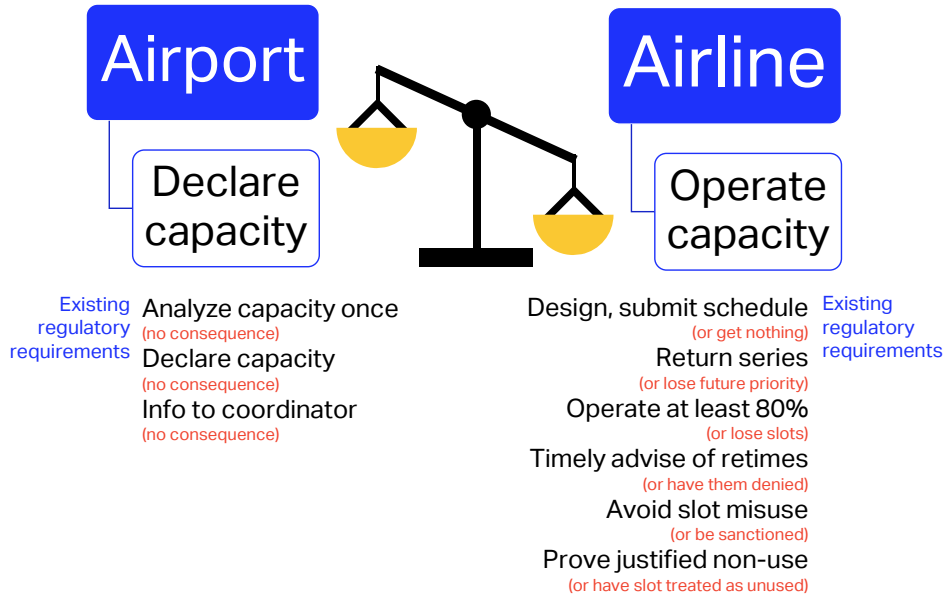 Airport
Declare
capacity
Existing
regulatory
requirements
Analyze capacity once
(no consequence)
Declare capacity
(no consequence)
Info to coordinator
(no consequence)
Airline
Operate
capacity
Design, submit schedule
(or get nothing)
Return series
(or lose future priority)
Operate at least 80%
(or lose slots)
Timely advise of retimes
(or have them denied)
Avoid slot misuse
(or be sanctioned)
Prove justified non-use
(or have slot treated as unused)
Existing
regulatory
requirements